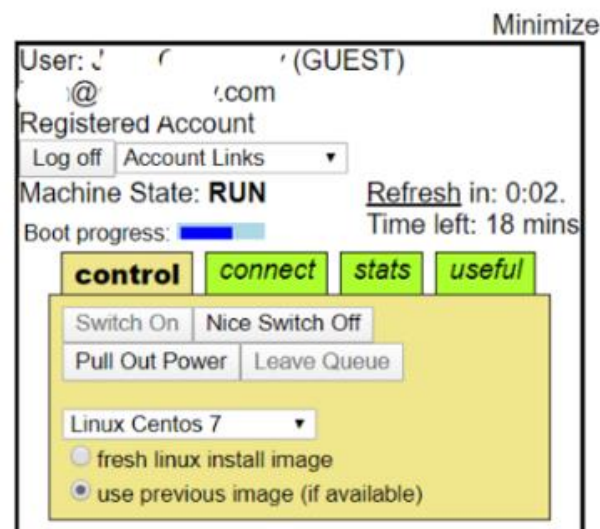 Minimize
User: (GUEST)
@ .com
Registered Account
Log off Account Links
Machine State: RUN Refresh in: 0:02.
Boot progress: Time left: 18 mins
control connect stats useful
Switch On Nice Switch Off
Pull Out Power Leave Queue
Linux Centos 7
fresh linux install image
use previous image (if available)